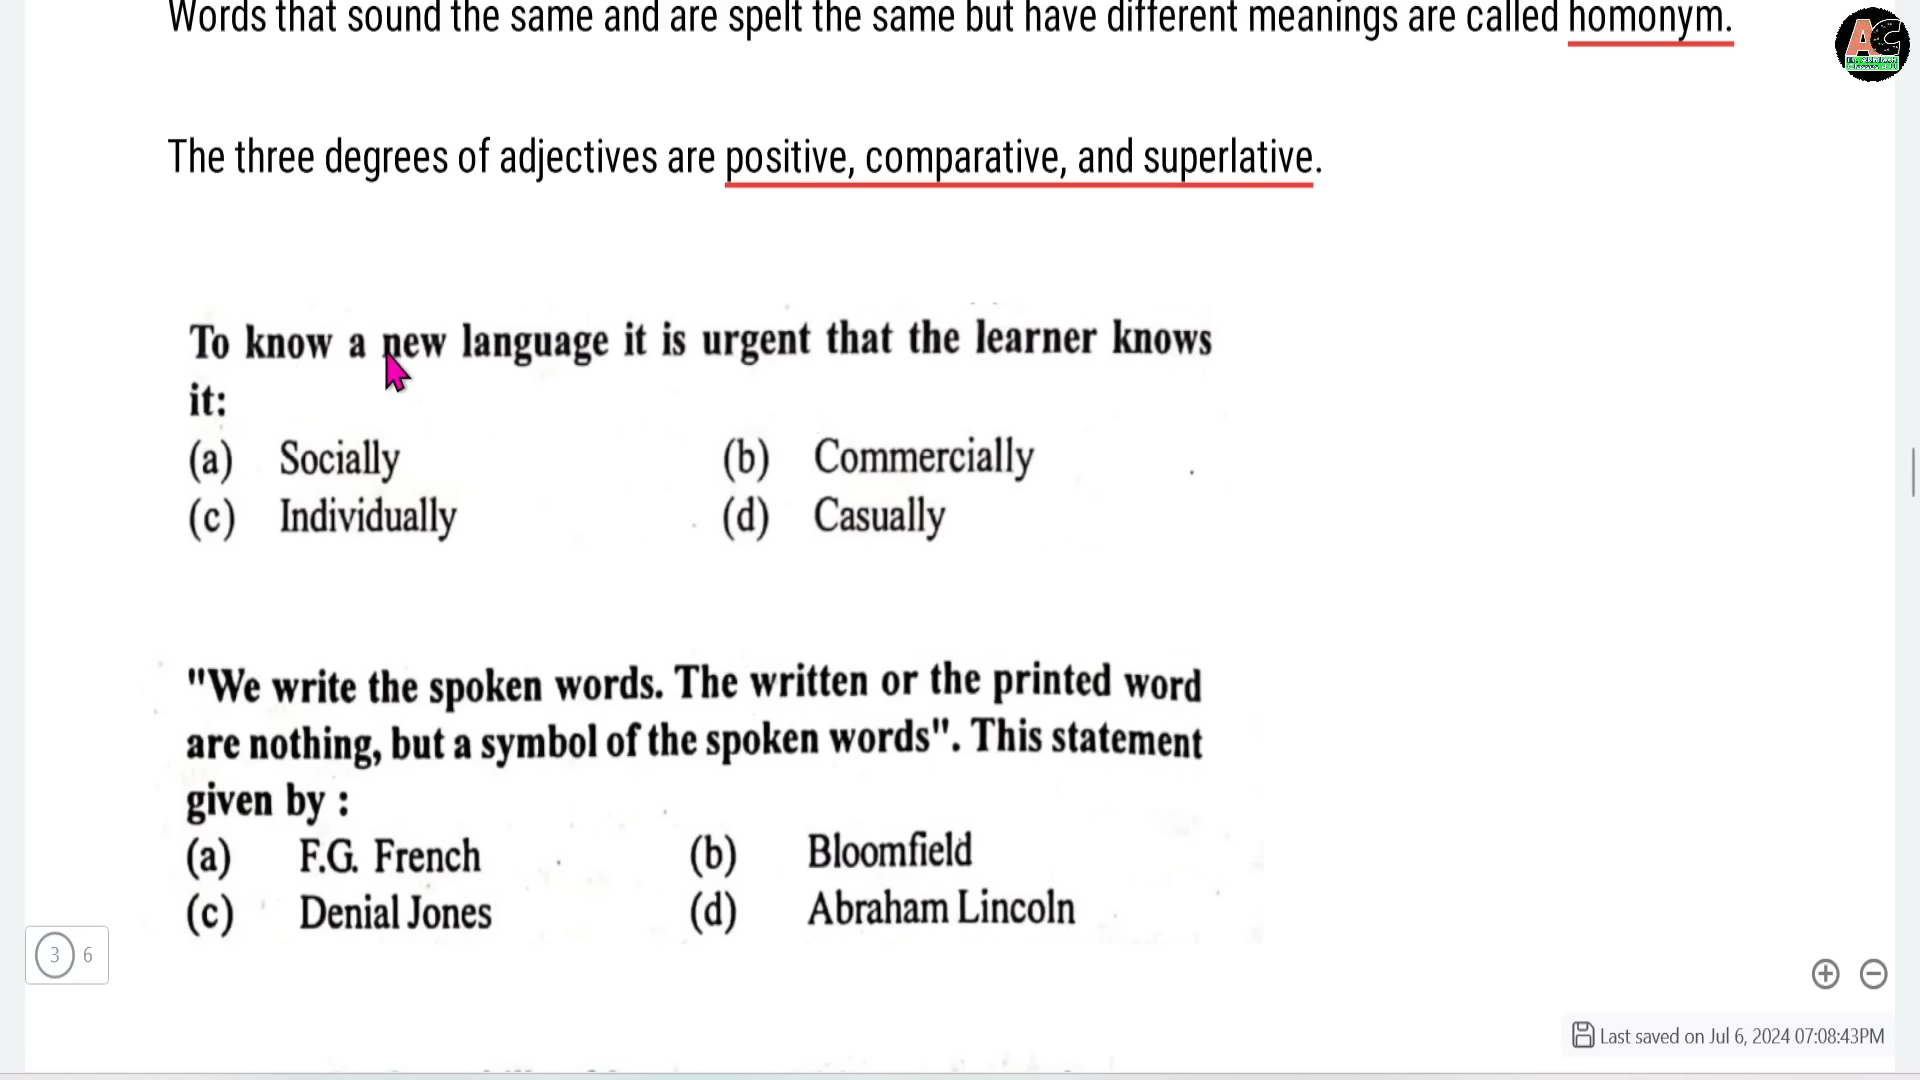 Words that sound the same and are spelt the same but have different meanings are called homonym.
The three degrees of adjectives are positive, comparative, and superlative.
To know a new language it is urgent that the learner knows
it:
(a) Socially (b) Commercially
(c) Individually (d) Casually
"We write the spoken words. The written or the printed word
are nothing, but a symbol of the spoken words". This statement
given by :
(a) F.G. French (b) Bloomfield
(c) Denial Jones (d) Abraham Lincoln
3 6
Last saved on Jul 6, 2024 07:08:43PM
AC